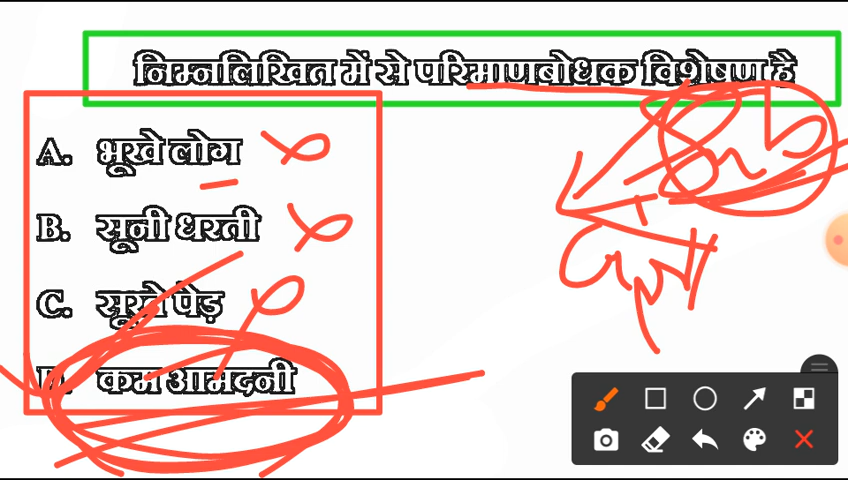 निम्नलिखित में से परिमाणबोधक विशेषण है
A. भूखे लोग
B. सूनी धरती
C. सूखे पेड़
D. कम आमदनी